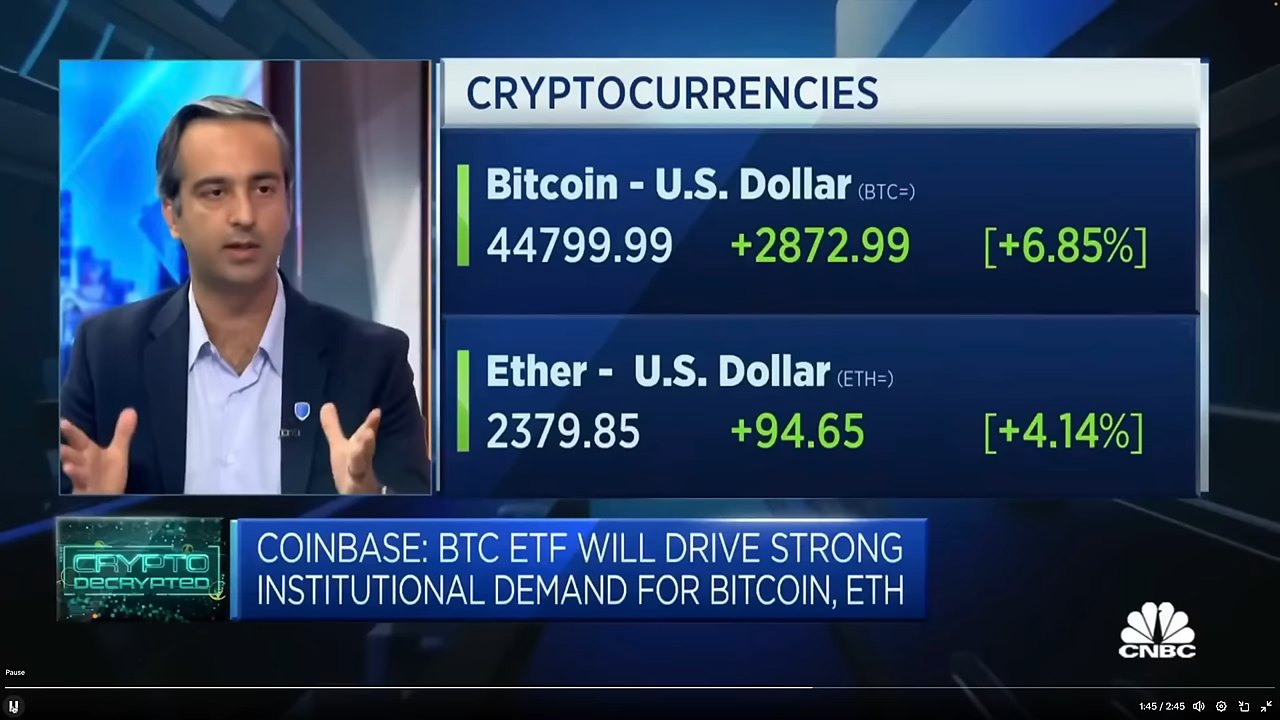 CRYPTOCURRENCIES
Bitcoin - U.S. Dollar (BTC=)
44799.99 +2872.99 [+6.85%]
Ether - U.S. Dollar (ETH=)
2379.85 +94.65 [+4.14%]
CRYPTO
DECRYPTED
COINBASE: BTC ETF WILL DRIVE STRONG
INSTITUTIONAL DEMAND FOR BITCOIN, ETH
CNBC
Pause
1:45 / 2:45